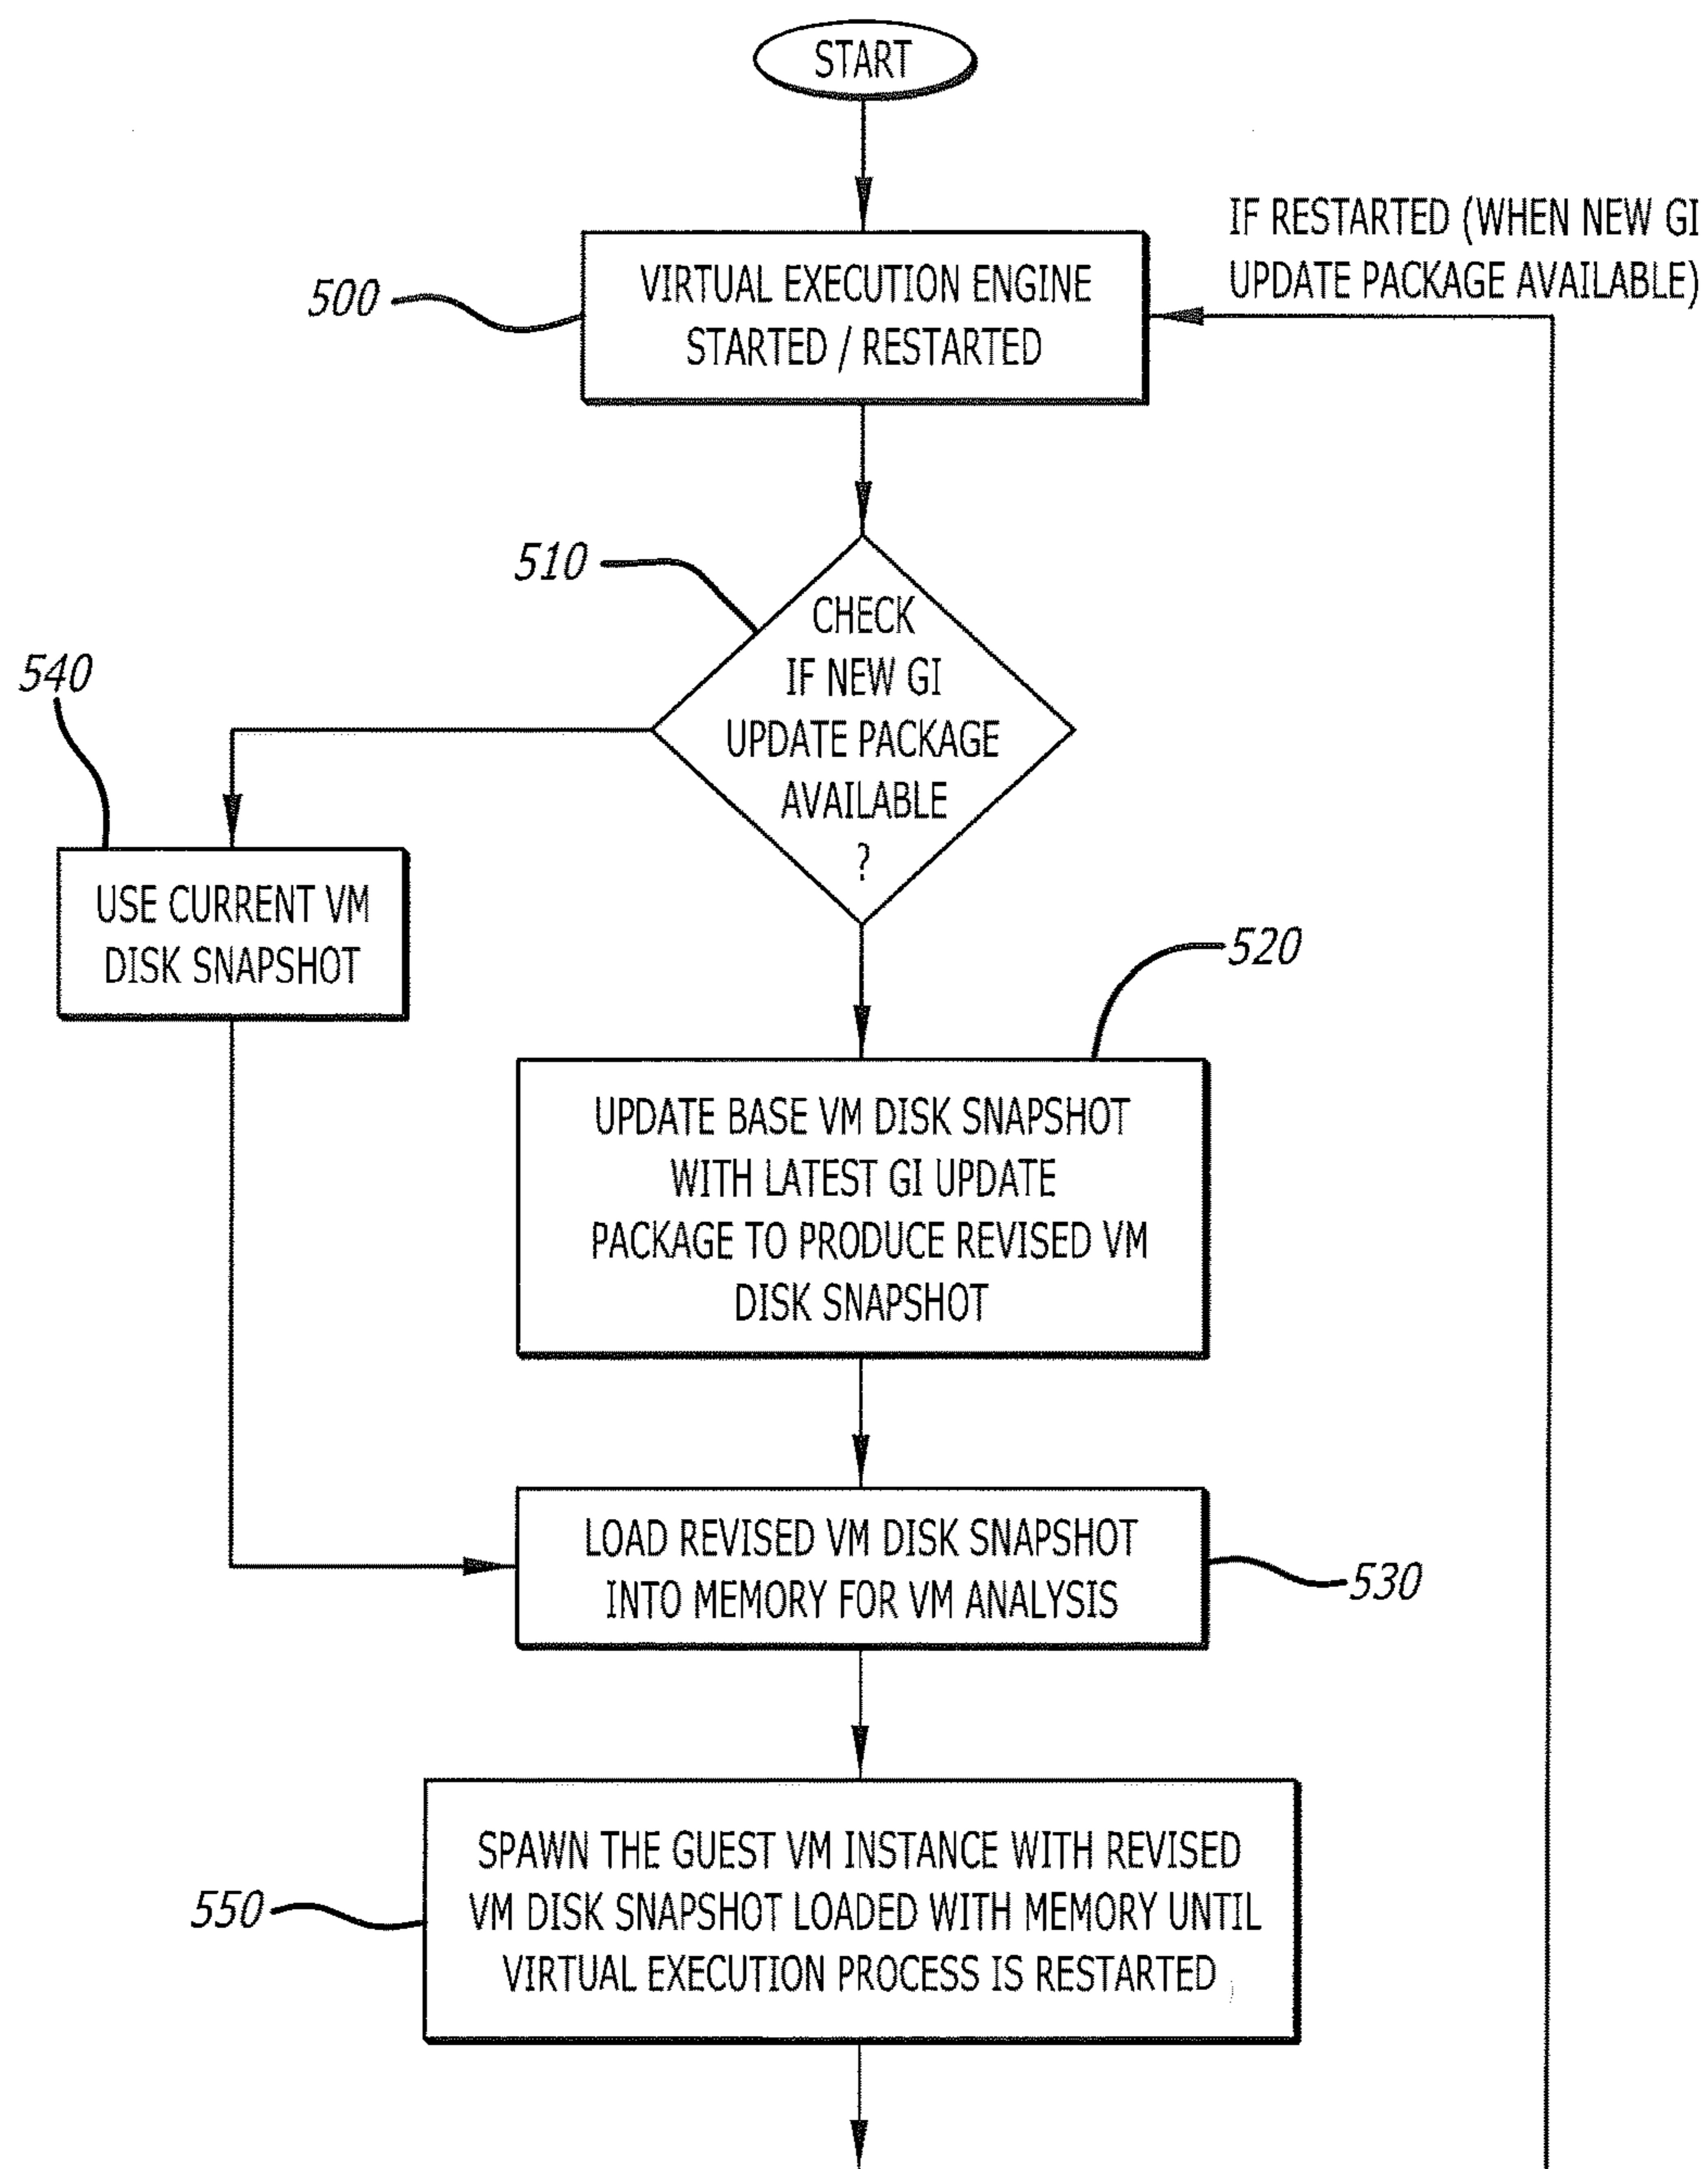 START
IF RESTARTED (WHEN NEW GI
UPDATE PACKAGE AVAILABLE)
500
VIRTUAL EXECUTION ENGINE
STARTED / RESTARTED
510
CHECK
IF NEW GI
UPDATE PACKAGE
AVAILABLE
?
540
USE CURRENT VM
DISK SNAPSHOT
520
UPDATE BASE VM DISK SNAPSHOT
WITH LATEST GI UPDATE
PACKAGE TO PRODUCE REVISED VM
DISK SNAPSHOT
LOAD REVISED VM DISK SNAPSHOT
INTO MEMORY FOR VM ANALYSIS
530
550
SPAWN THE GUEST VM INSTANCE WITH REVISED
VM DISK SNAPSHOT LOADED WITH MEMORY UNTIL
VIRTUAL EXECUTION PROCESS IS RESTARTED